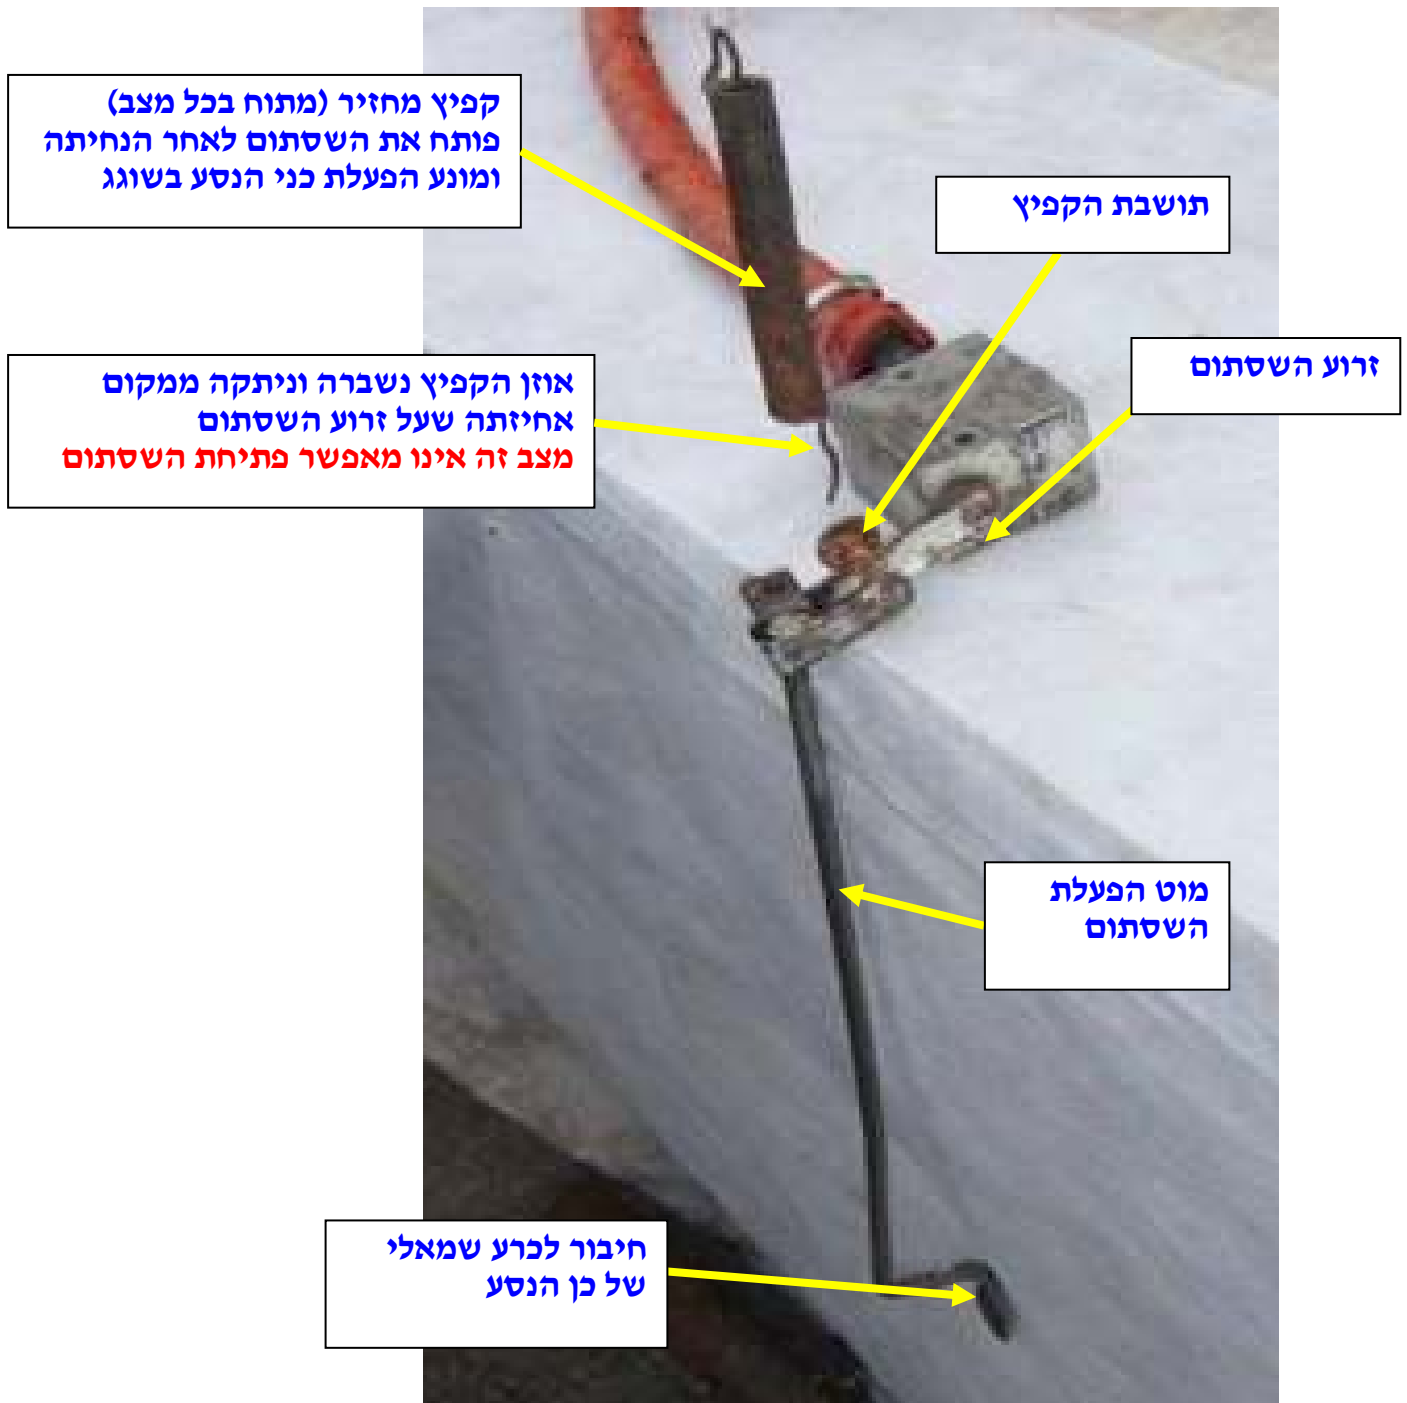 קפיץ מחזיר (מתוח בכל מצב)
פותח את השסתום לאחר הנחיתה
ומונע הפעלת כני הנסע בשוגג
תושבת הקפיץ
זרוע השסתום
אוזן הקפיץ נשברה וניתקה ממקום
אחיזתה שעל זרוע השסתום
מצב זה אינו מאפשר פתיחת השסתום
מוט הפעלת
השסתום
חיבור לכרע שמאלי
של כן הנסע